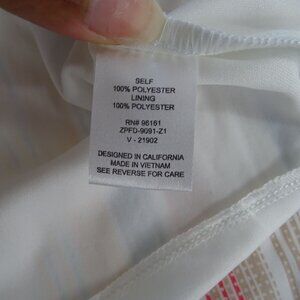 SELF
100% POLYESTER
LINING
100% POLYESTER
RN# 96161
ZPFD-9091-Z1
V - 21902
DESIGNED IN CALIFORNIA
MADE IN VIETNAM
SEE REVERSE FOR CARE